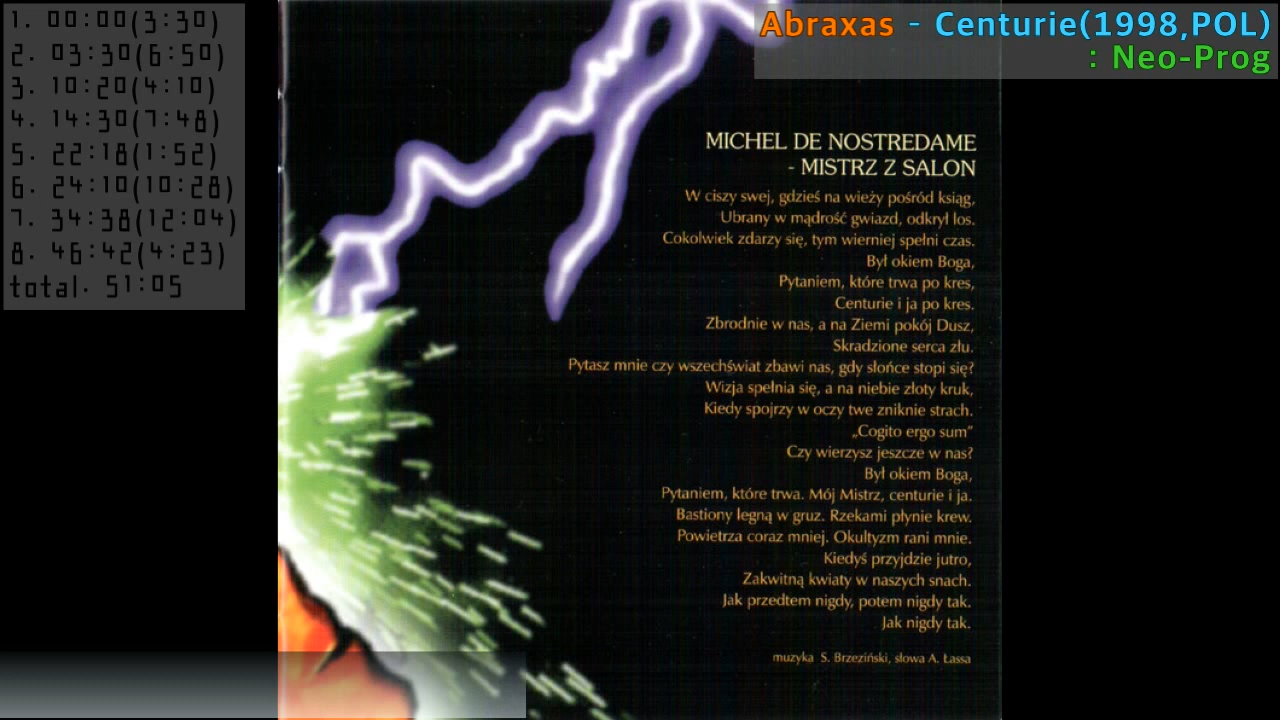 1. 00:00(3:30)
2. 03:30(6:50)
3. 10:20(4:10)
4. 14:30(7:48)
5. 22:18(1:52)
6. 24:10(10:28)
7. 34:38(12:04)
8. 46:42(4:23)
total. 51:05
Abraxas - Centurie(1998,POL)
: Neo-Prog
MICHEL DE NOSTREDAME
- MISTRZ Z SALON
W ciszy swej, gdzieś na wieży pośród ksiąg,
Ubrany w mądrość gwiazd, odkrył los.
Cokolwiek zdarzy się, tym wierniej spełni czas.
Był okiem Boga,
Pytaniem, które trwa po kres,
Centurie i ja po kres.
Zbrodnie w nas, a na Ziemi pokój Dusz,
Skradzione serca złu.
Pytasz mnie czy wszechświat zbawi nas, gdy słońce stopi się?
Wizja spełnia się, a na niebie złoty kruk,
Kiedy spojrzy w oczy twe zniknie strach.
„Cogito ergo sum”
Czy wierzysz jeszcze w nas?
Był okiem Boga,
Pytaniem, które trwa. Mój Mistrz, centurie i ja.
Bastiony legną w gruz. Rzekami płynie krew.
Powietrza coraz mniej. Okultyzm rani mnie.
Kiedyś przyjdzie jutro,
Zakwitną kwiaty w naszych snach.
Jak przedtem nigdy, potem nigdy tak.
Jak nigdy tak.
muzyka S. Brzeziński, słowa A. Łassa